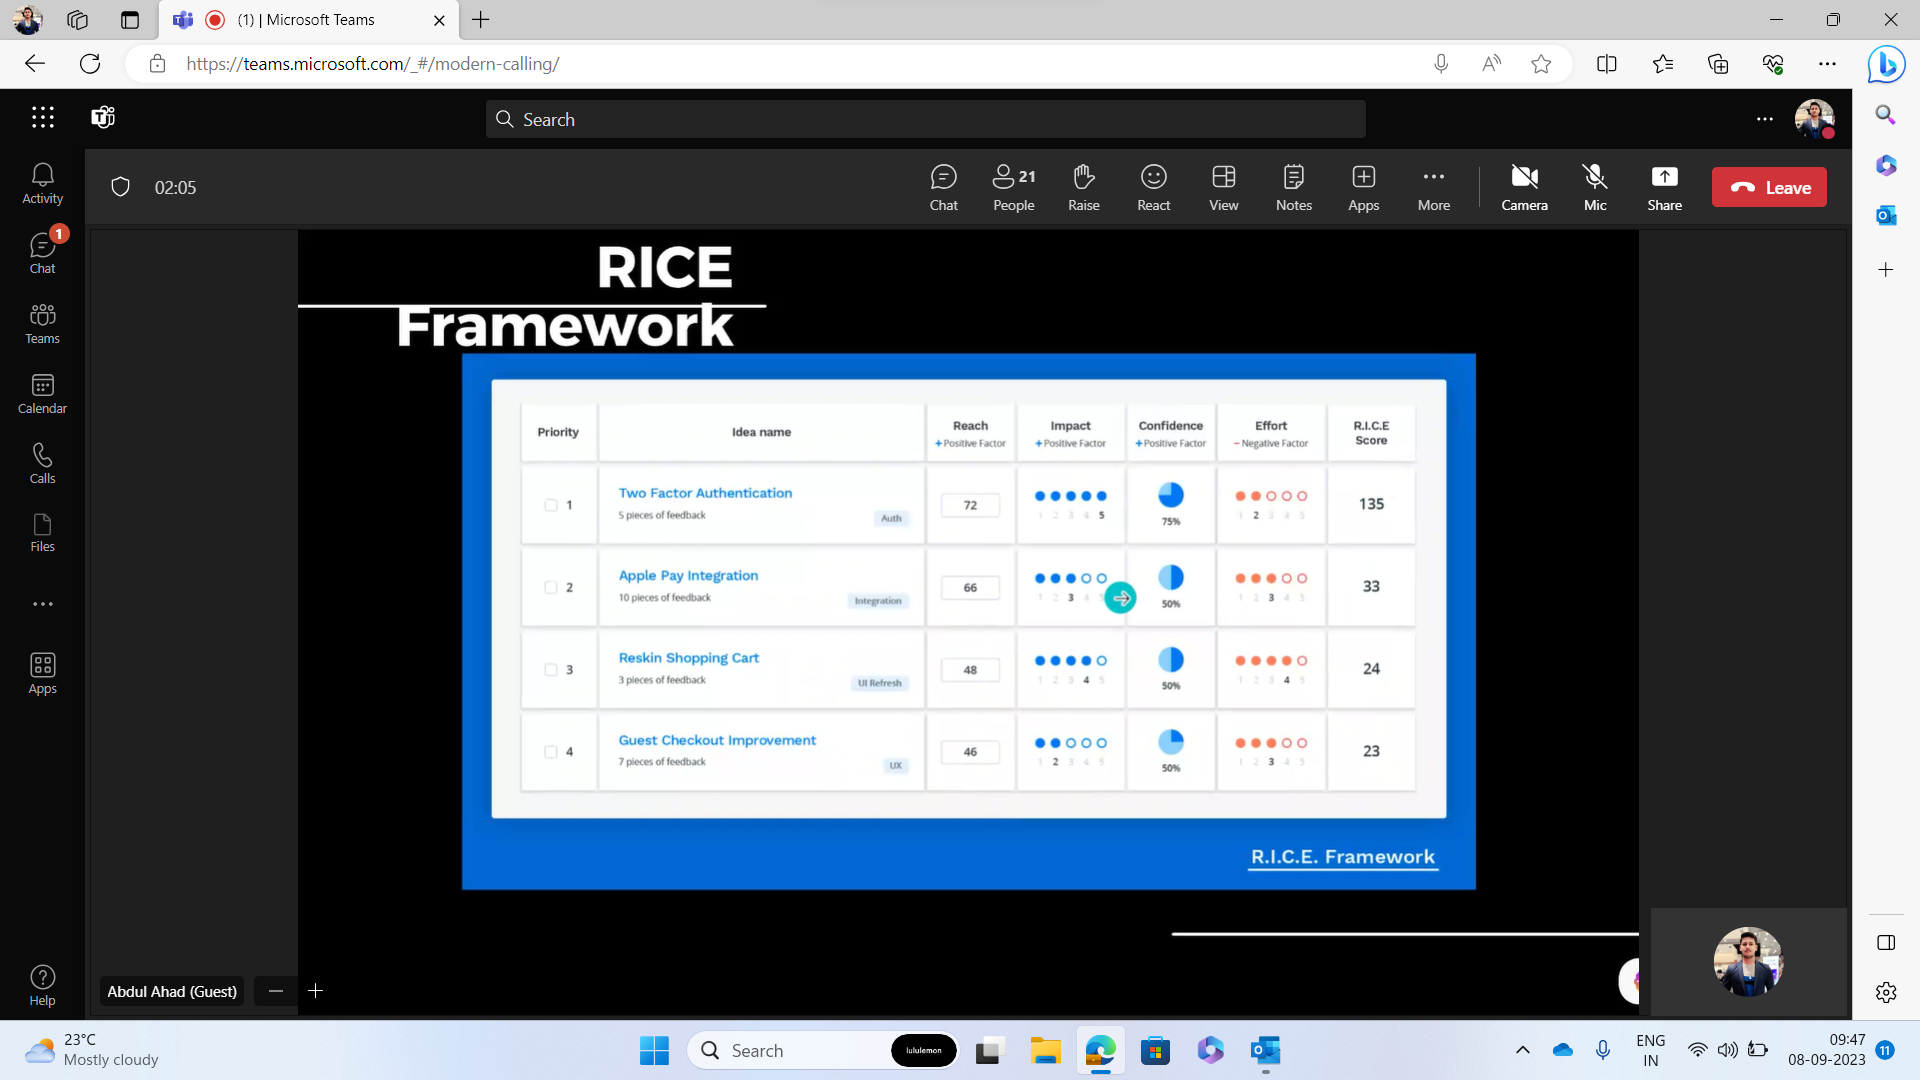 (1) | Microsoft Teams
https://teams.microsoft.com/_#/modern-calling/
Search
02:05
Chat
21
People
Raise
React
View
Notes
Apps
More
Camera
Mic
Share
Leave
Activity
1
Chat
Teams
Calendar
Calls
Files
Apps
Help
RICE
Framework
Priority
Idea name
Reach
+Positive Factor
Impact
+Positive Factor
Confidence
+Positive Factor
Effort
- Negative Factor
R.I.C.E
Score
1
Two Factor Authentication
5 pieces of feedback
Auth
72
1 2 3 4 5
75%
1 2 3 4 5
135
2
Apple Pay Integration
10 pieces of feedback
Integration
66
1 2 3 4 5
50%
1 2 3 4 5
33
3
Reskin Shopping Cart
3 pieces of feedback
UI Refresh
48
1 2 3 4 5
50%
1 2 3 4 5
24
4
Guest Checkout Improvement
7 pieces of feedback
UX
46
1 2 3 4 5
50%
1 2 3 4 5
23
R.I.C.E. Framework
Abdul Ahad (Guest)
23°C
Mostly cloudy
Search
lululemon
ENG
IN
09:47
08-09-2023
11